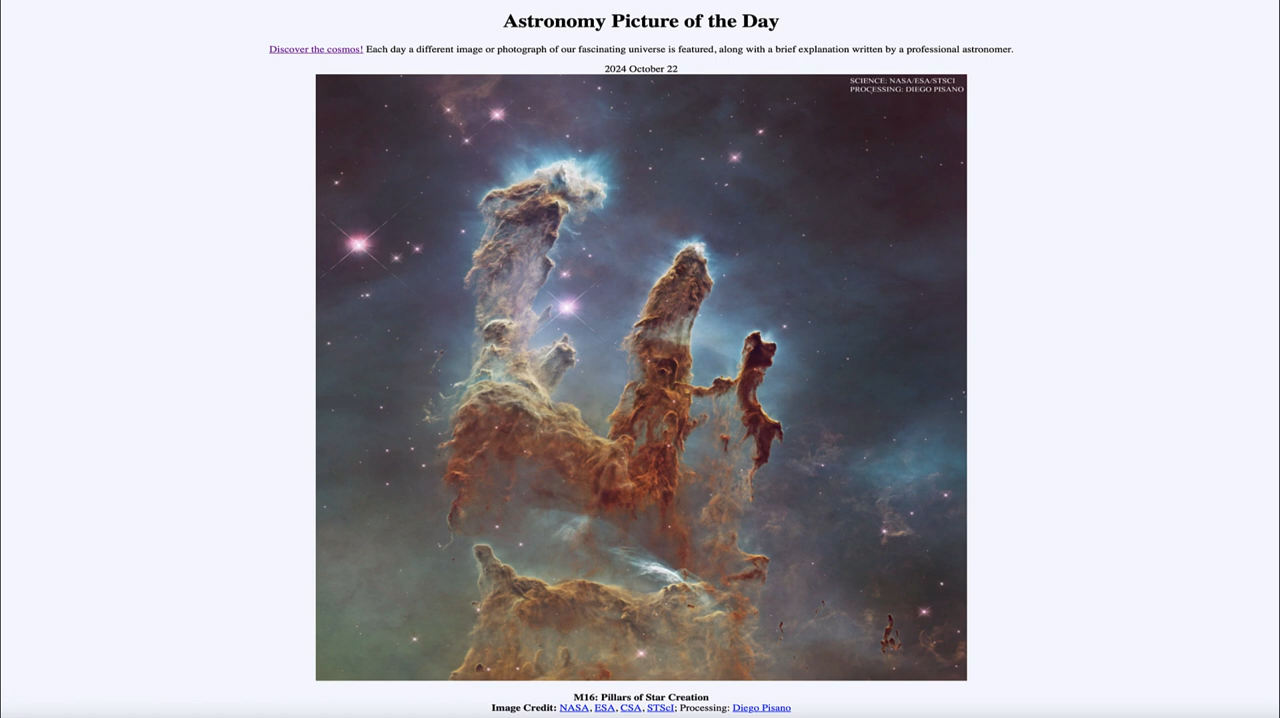 Astronomy Picture of the Day
Discover the cosmos! Each day a different image or photograph of our fascinating universe is featured, along with a brief explanation written by a professional astronomer.
2024 October 22
SCIENCE: NASA/ESA/STSCI
PROCESSING: DIEGO PISANO
M16: Pillars of Star Creation
Image Credit: NASA, ESA, CSA, STScI; Processing: Diego Pisano